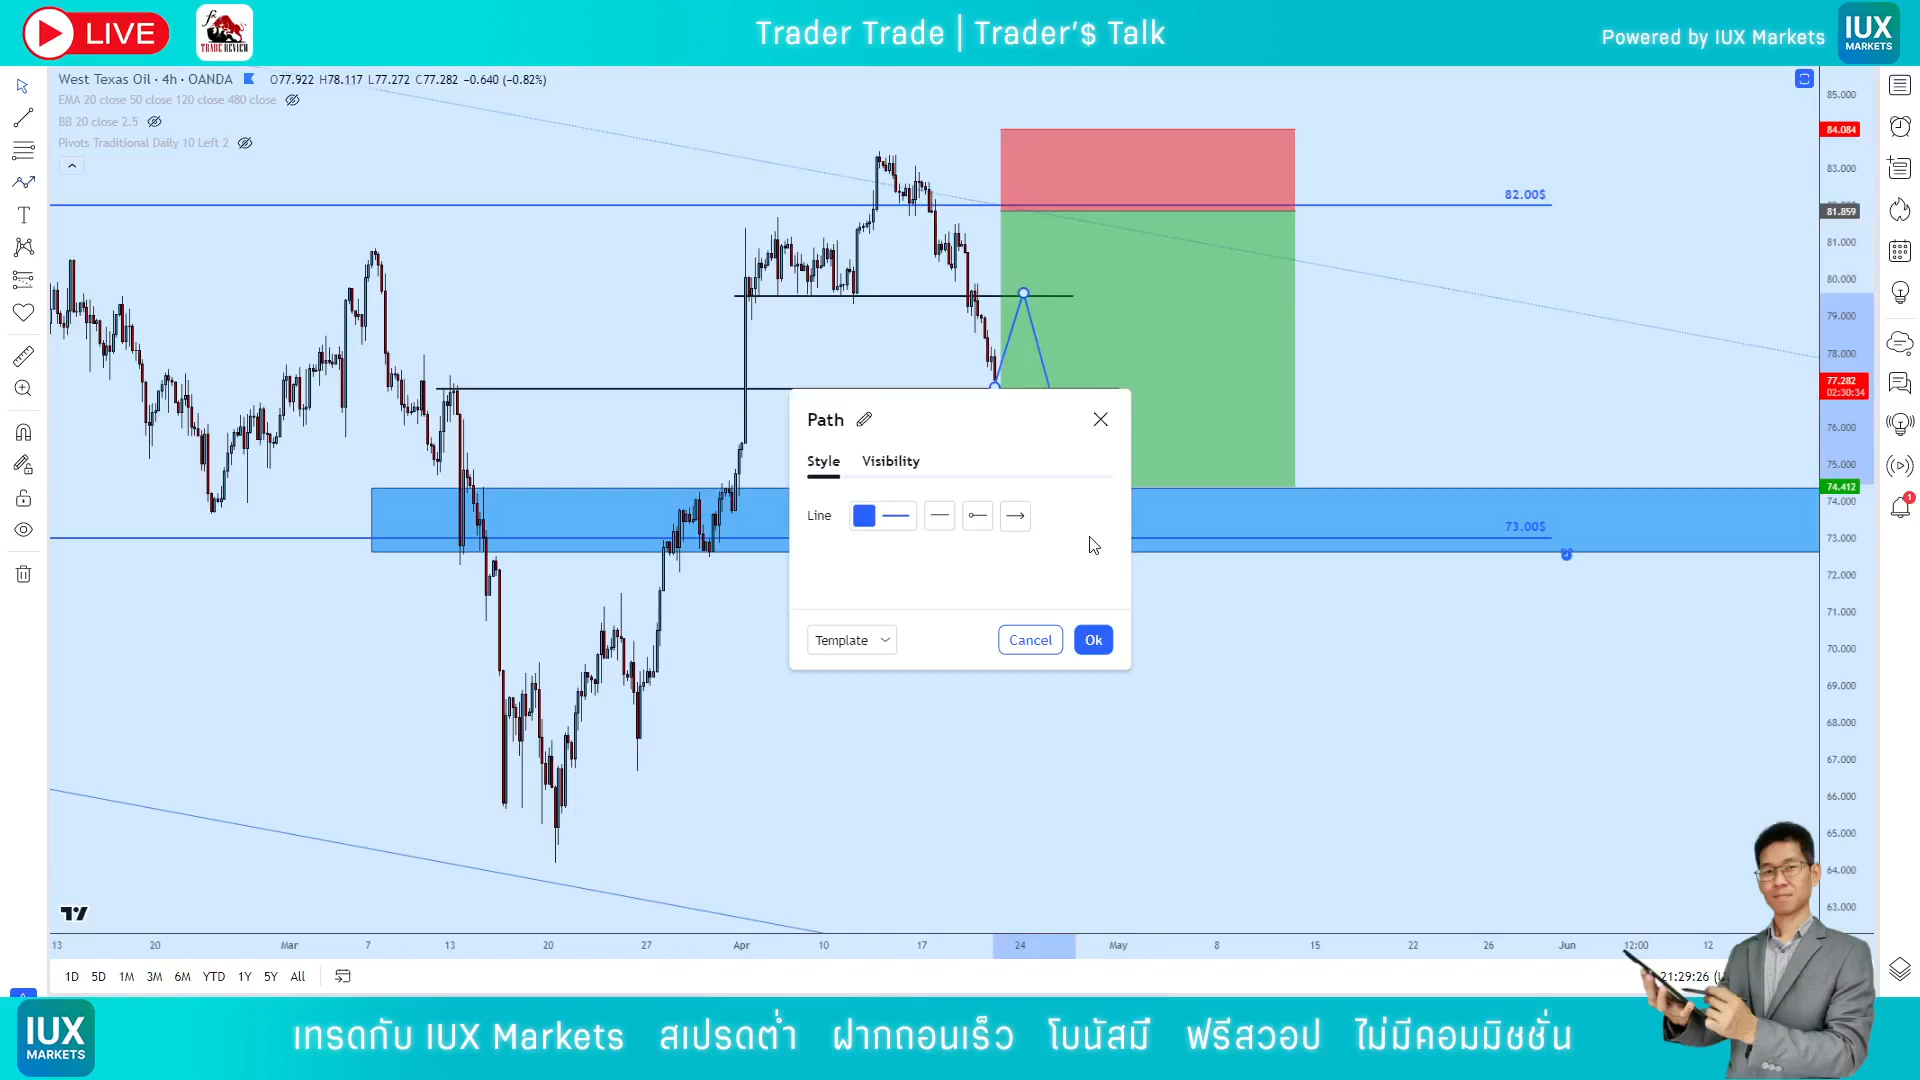 LIVE
fx
TRADE REVIEW
Trader Trade | Trader's Talk
Powered by IUX Markets
IUX
MARKETS
West Texas Oil · 4h · OANDA O77.922 H78.117 L77.272 C77.282 −0.640 (−0.82%)
EMA 20 close 50 close 120 close 480 close
BB 20 close 2.5
Pivots Traditional Daily 10 Left 2
85.000
84.084
83.000
82.00$
81.859
81.000
80.000
79.000
78.000
77.282
02:30:34
76.000
75.000
74.412
74.000
73.00$
73.000
72.000
71.000
70.000
69.000
68.000
67.000
66.000
65.000
64.000
63.000
Path
Style Visibility
Line
Template Cancel Ok
1
13 20 Mar 7 13 20 27 Apr 10 17 24 May 8 15 22 26 Jun 12:00 12
1D 5D 1M 3M 6M YTD 1Y 5Y All
21:29:26 (U
IUX
MARKETS
เทรดกับ IUX Markets สเปรดต่ำ ฝากถอนเร็ว โบนัสมี ฟรีสวอป ไม่มีคอมมิชชั่น